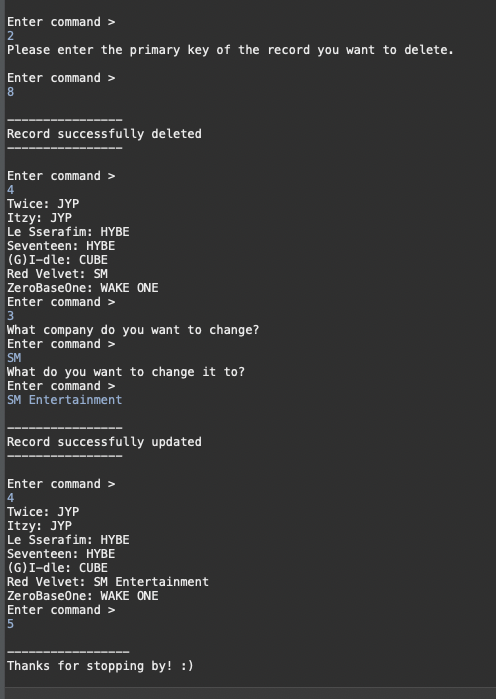 Enter command >
2
Please enter the primary key of the record you want to delete.
Enter command >
8
----------------
Record successfully deleted
----------------
Enter command >
4
Twice: JYP
Itzy: JYP
Le Sserafim: HYBE
Seventeen: HYBE
(G)I-dle: CUBE
Red Velvet: SM
ZeroBaseOne: WAKE ONE
Enter command >
3
What company do you want to change?
Enter command >
SM
What do you want to change it to?
Enter command >
SM Entertainment
----------------
Record successfully updated
----------------
Enter command >
4
Twice: JYP
Itzy: JYP
Le Sserafim: HYBE
Seventeen: HYBE
(G)I-dle: CUBE
Red Velvet: SM Entertainment
ZeroBaseOne: WAKE ONE
Enter command >
5
-----------------
Thanks for stopping by! :)